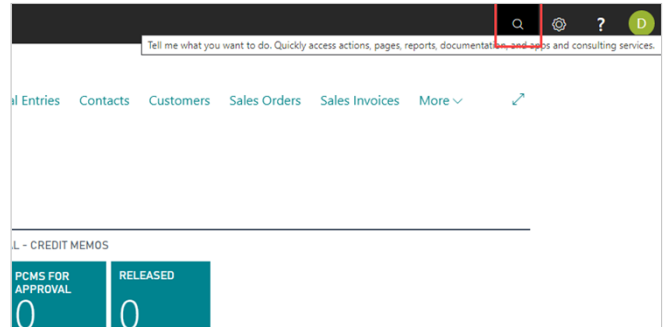 ? D
Tell me what you want to do. Quickly access actions, pages, reports, documentation, and apps and consulting services.
al Entries Contacts Customers Sales Orders Sales Invoices More
L - CREDIT MEMOS
PCMS FOR APPROVAL
0
RELEASED
0